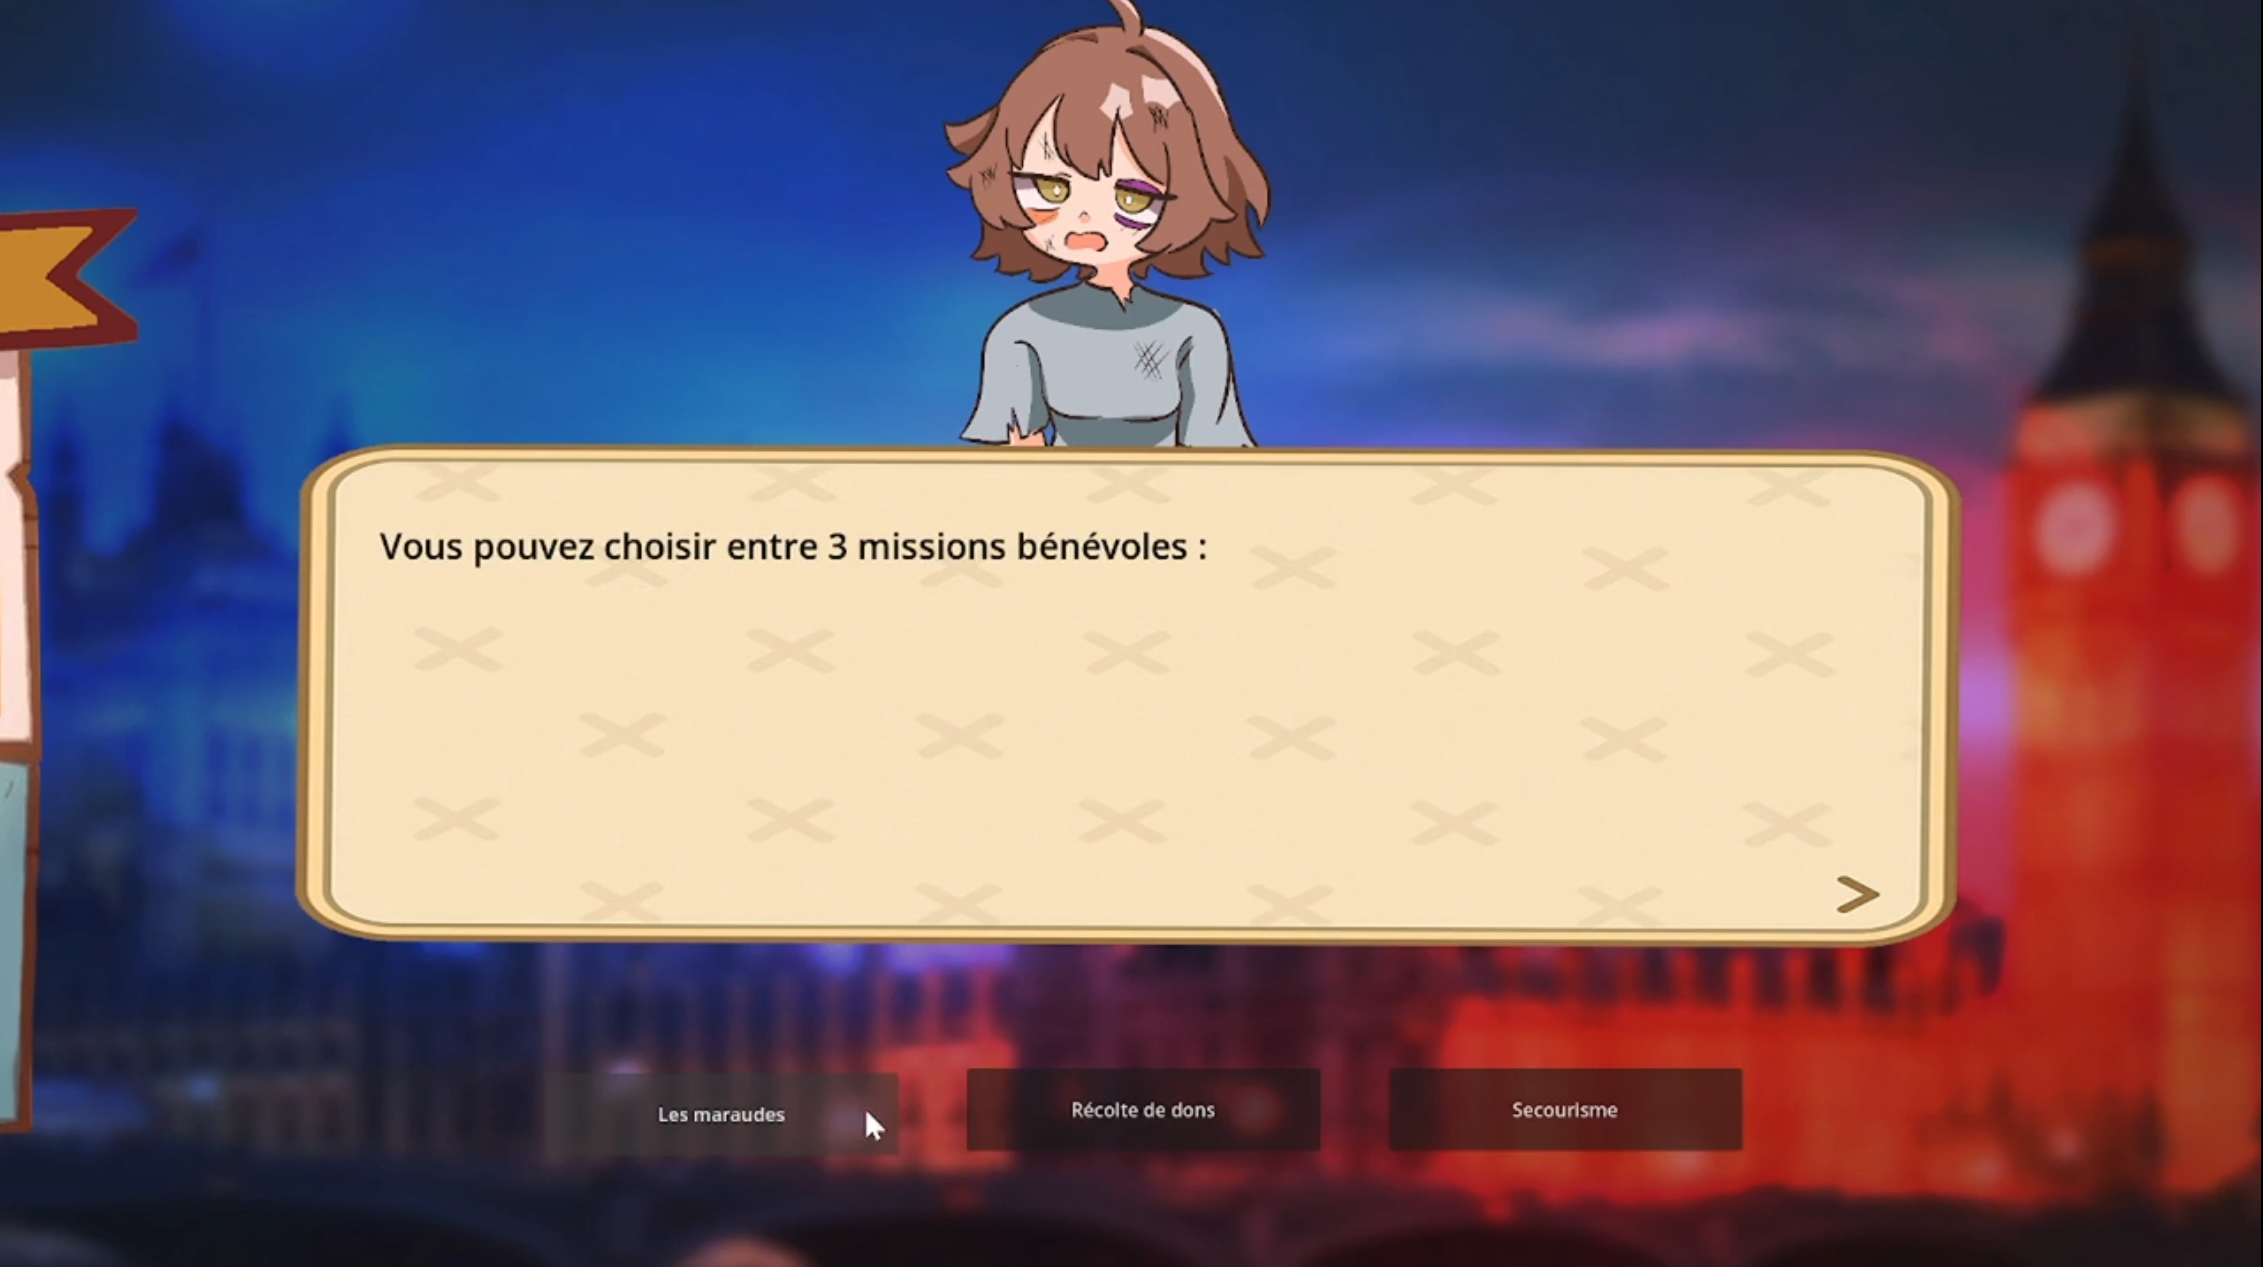 Vous pouvez choisir entre 3 missions bénévoles :
Les maraudes
Récolte de dons
Secourisme